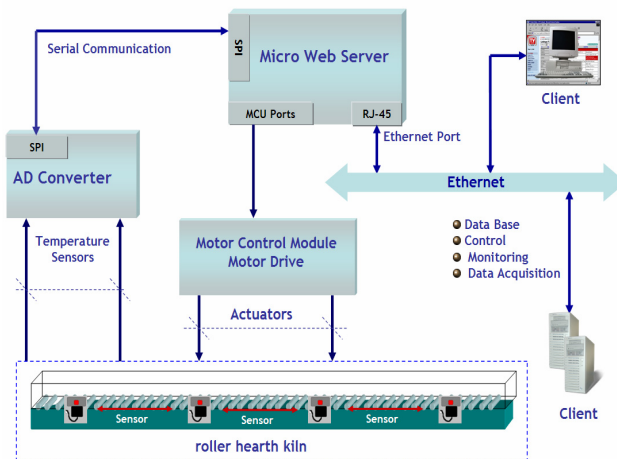 Serial Communication
SPI
Micro Web Server
MCU Ports
RJ-45
Client
Ethernet Port
SPI
AD Converter
Ethernet
Temperature
Sensors
Motor Control Module
Motor Drive
Data Base
Control
Monitoring
Data Acquisition
Actuators
Sensor
Sensor
Sensor
Client
roller hearth kiln